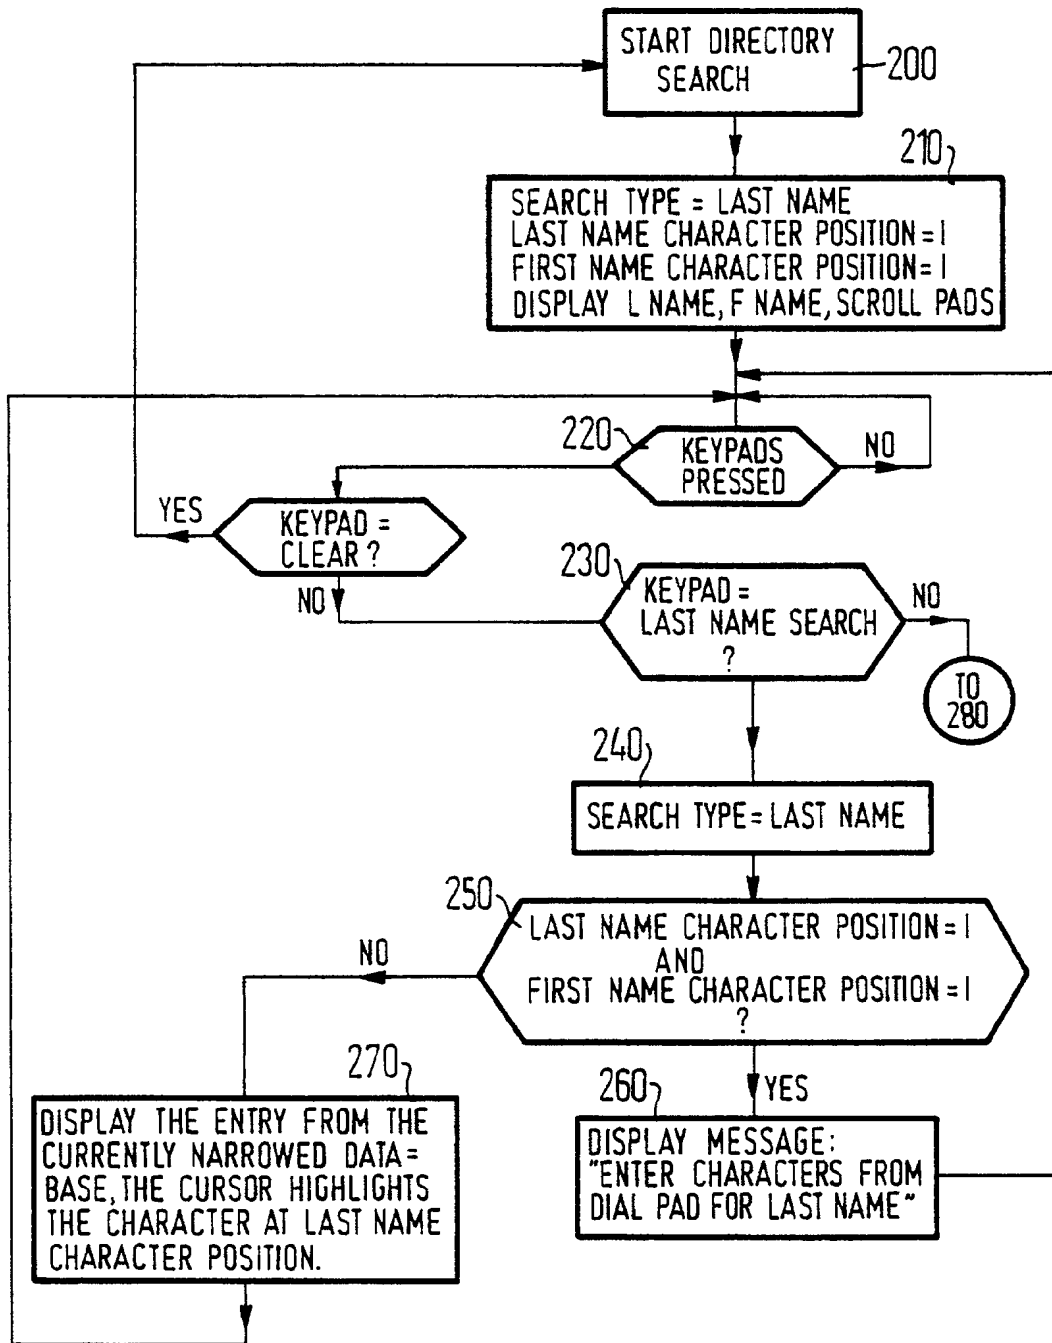 START DIRECTORY
SEARCH
200
210
SEARCH TYPE = LAST NAME
LAST NAME CHARACTER POSITION = 1
FIRST NAME CHARACTER POSITION = 1
DISPLAY L NAME, F NAME, SCROLL PADS
220
KEYPADS
PRESSED
NO
YES
KEYPAD =
CLEAR ?
NO
230
KEYPAD =
LAST NAME SEARCH
?
NO
TO
280
240
SEARCH TYPE = LAST NAME
250
LAST NAME CHARACTER POSITION = 1
AND
FIRST NAME CHARACTER POSITION = 1
?
NO
YES
270
DISPLAY THE ENTRY FROM THE
CURRENTLY NARROWED DATA=
BASE, THE CURSOR HIGHLIGHTS
THE CHARACTER AT LAST NAME
CHARACTER POSITION.
260
DISPLAY MESSAGE:
"ENTER CHARACTERS FROM
DIAL PAD FOR LAST NAME"